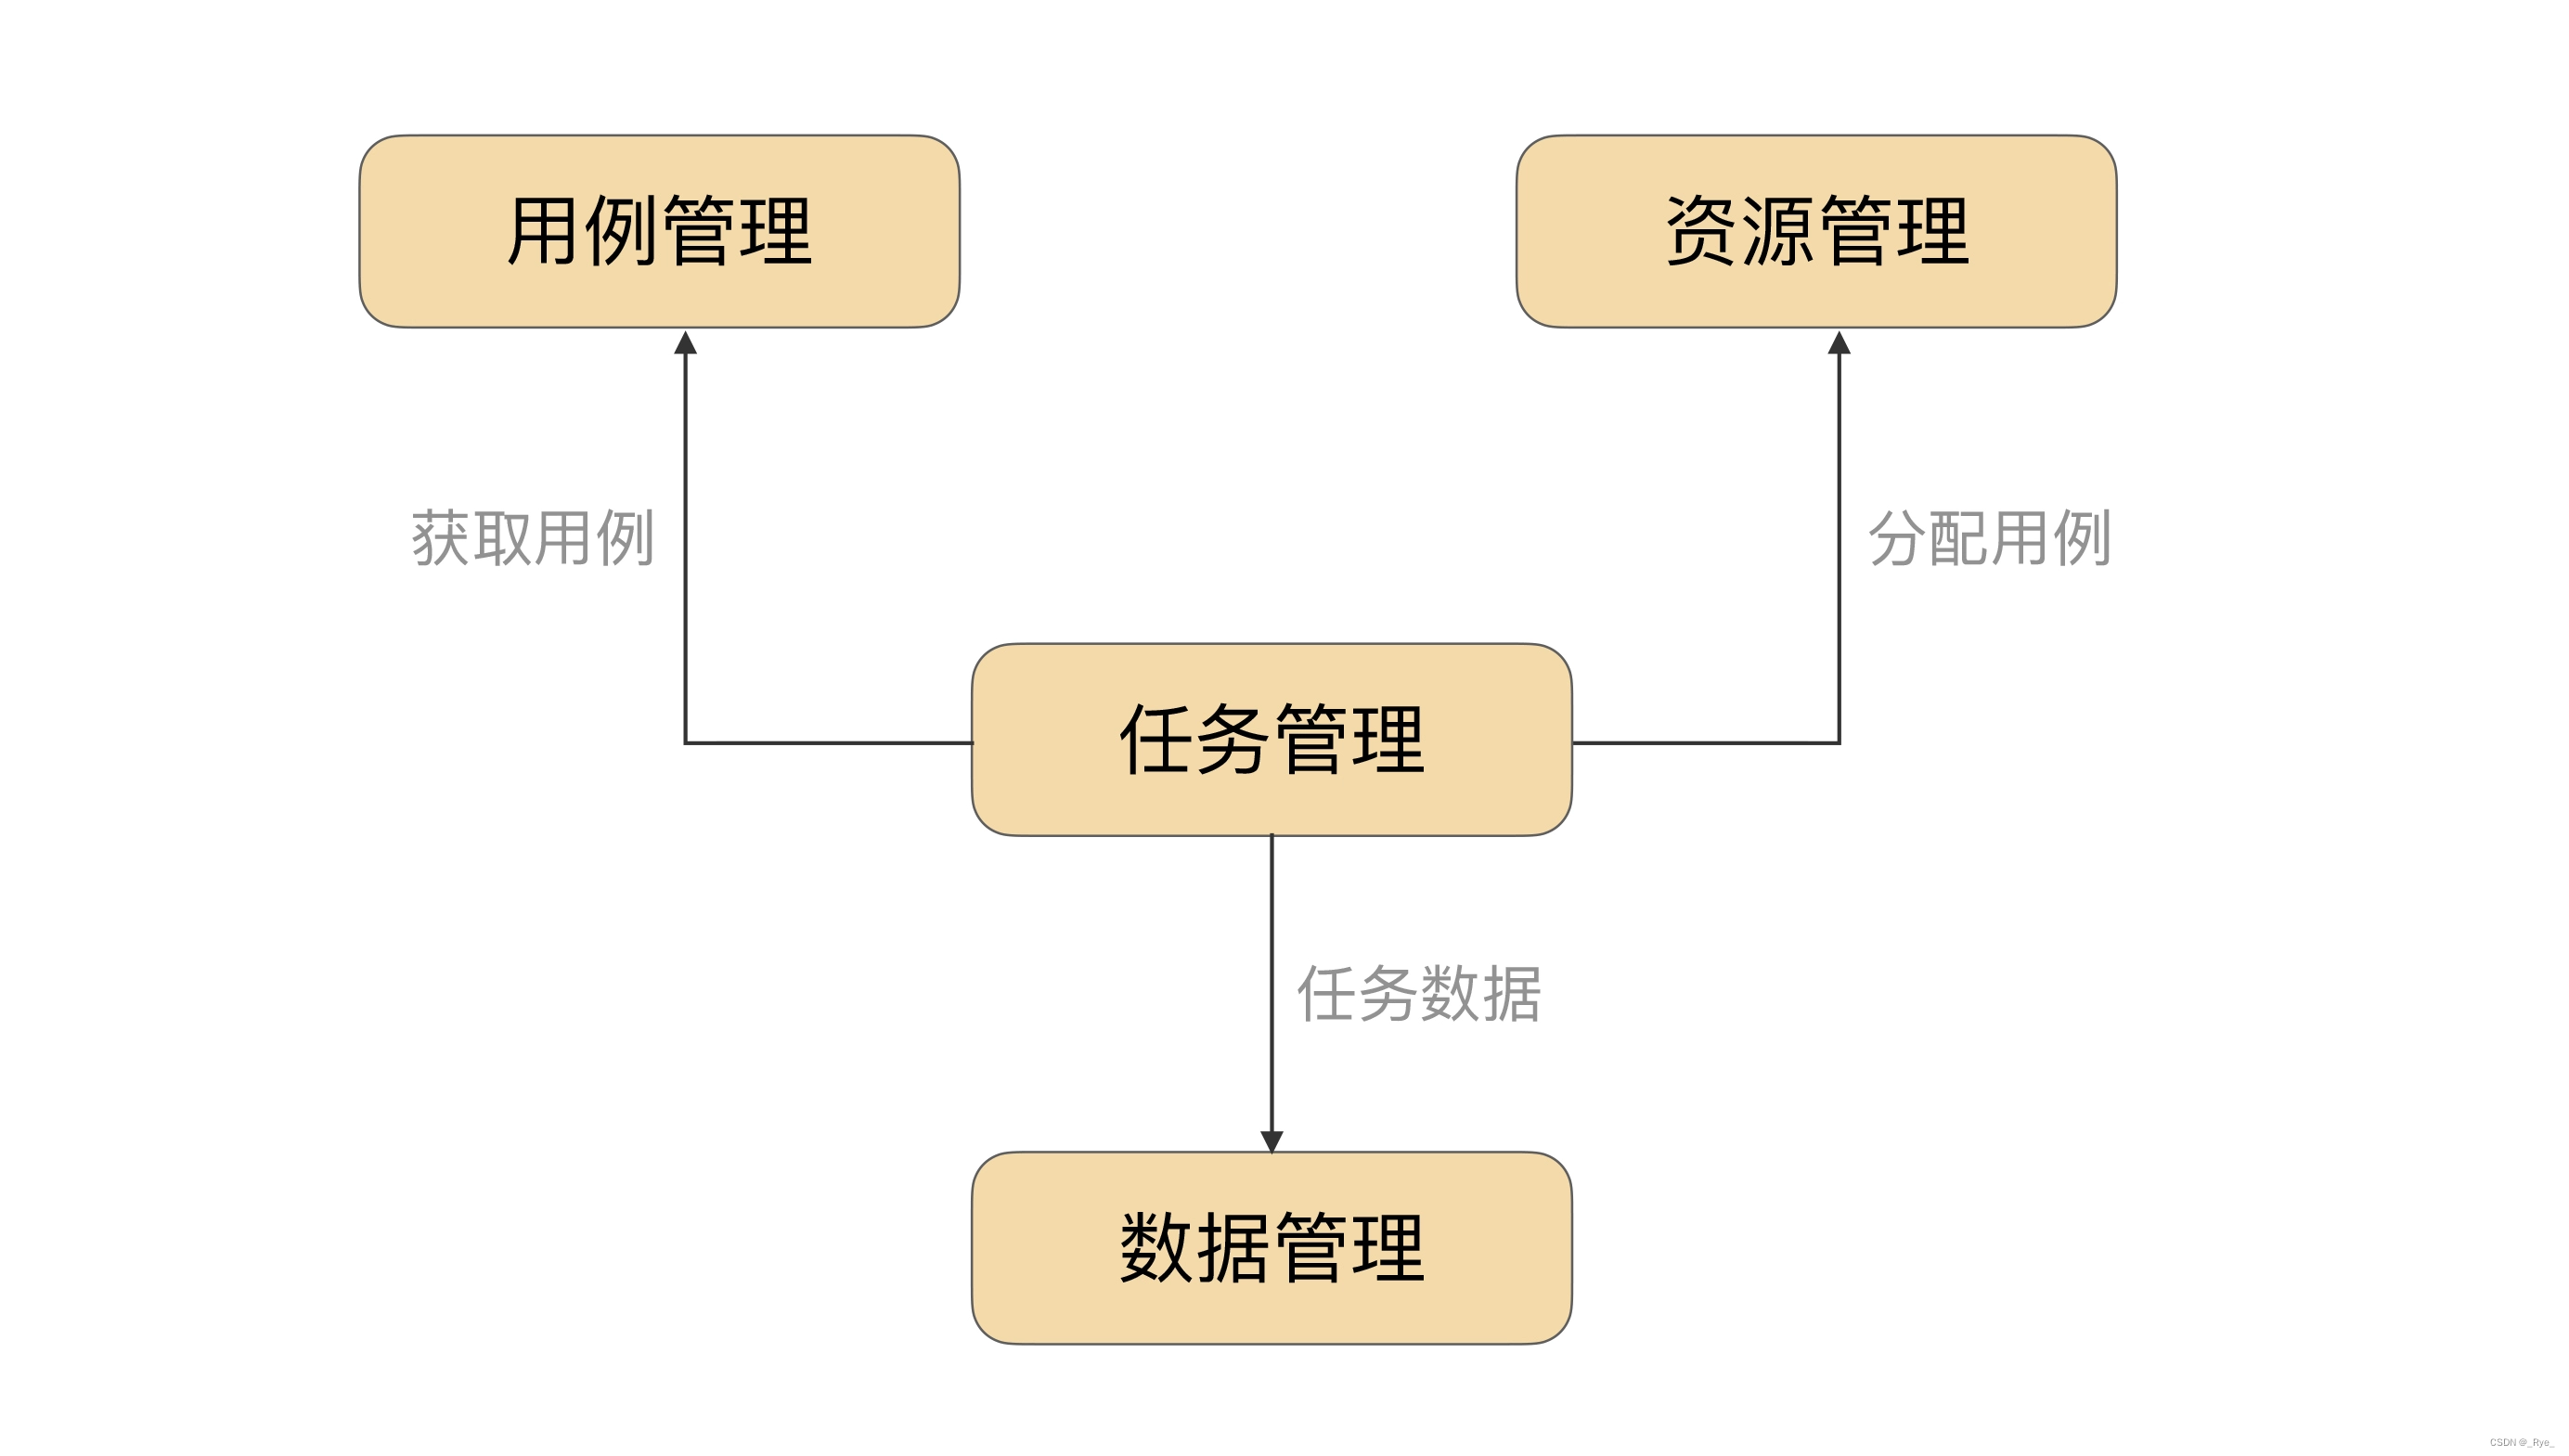 用例管理
资源管理
获取用例
分配用例
任务管理
任务数据
数据管理
CSDN @_Rye_